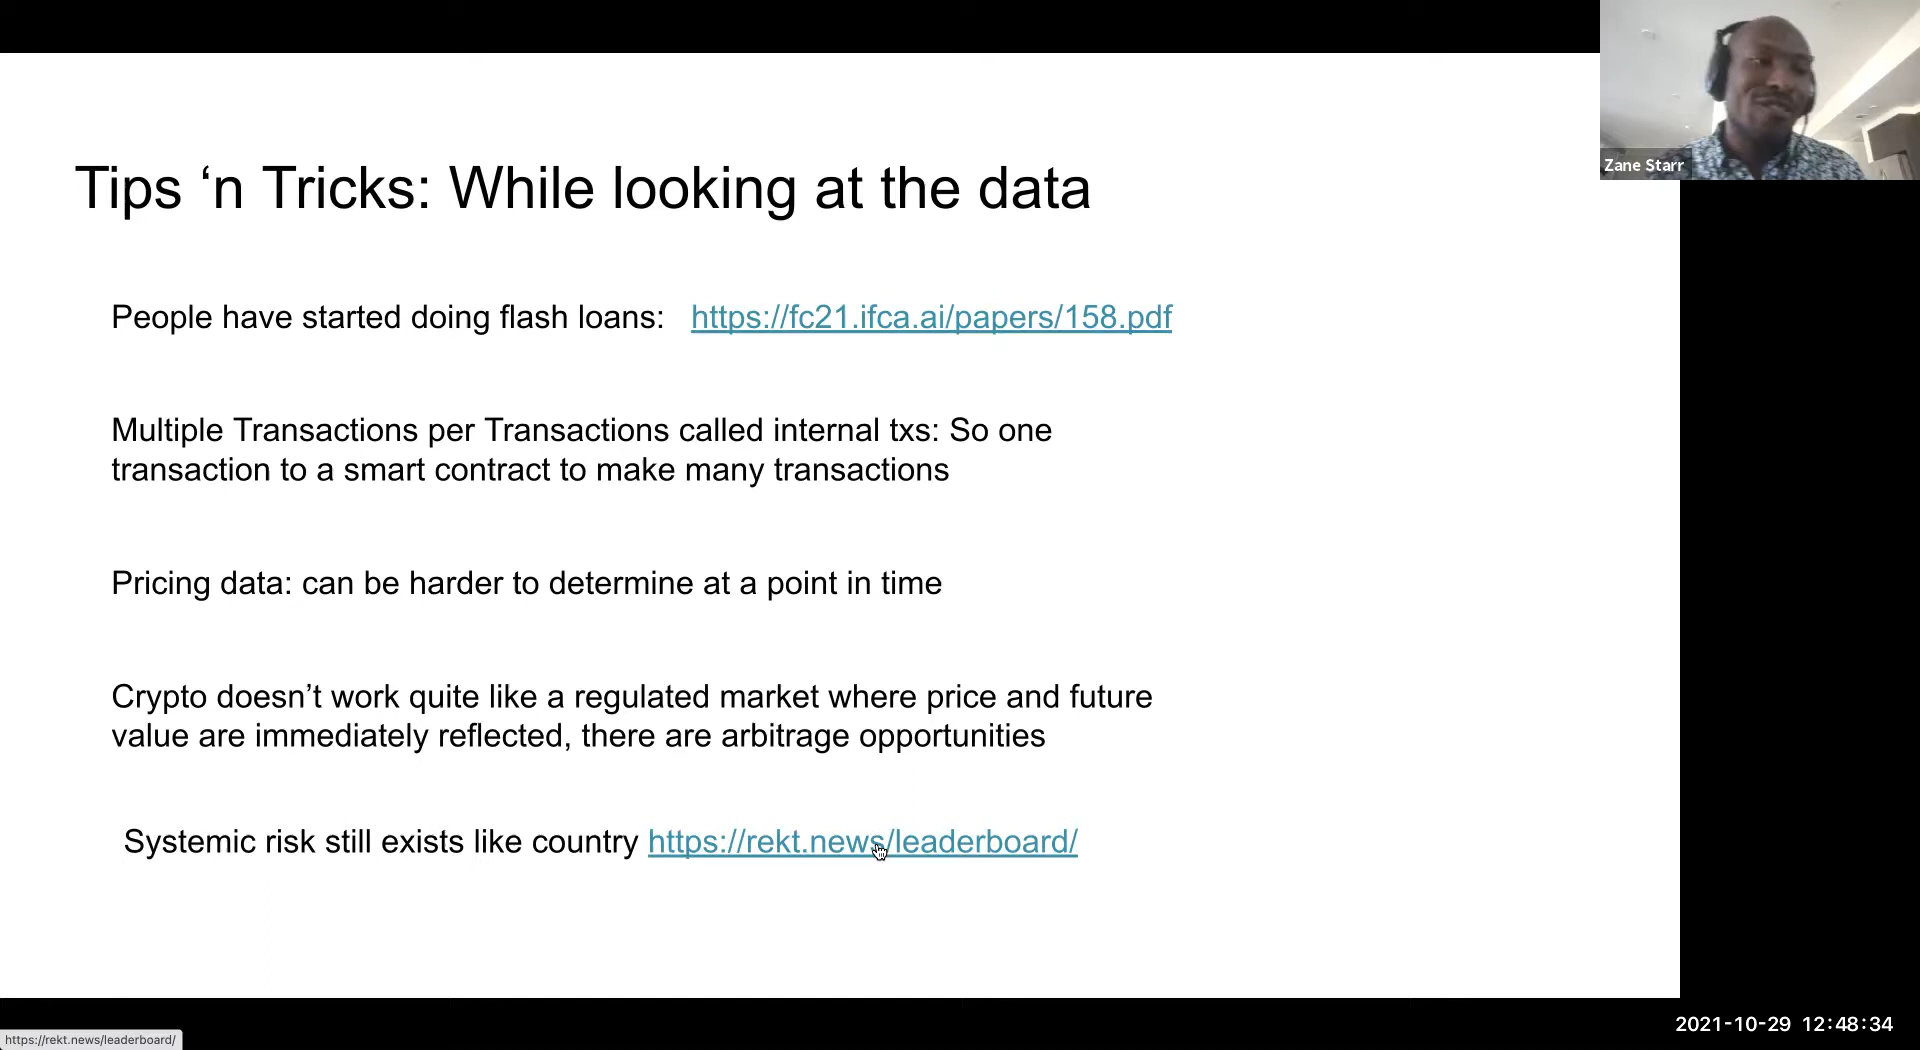 Zane Starr
Tips ‘n Tricks: While looking at the data
People have started doing flash loans: https://fc21.ifca.ai/papers/158.pdf
Multiple Transactions per Transactions called internal txs: So one
transaction to a smart contract to make many transactions
Pricing data: can be harder to determine at a point in time
Crypto doesn’t work quite like a regulated market where price and future
value are immediately reflected, there are arbitrage opportunities
Systemic risk still exists like country https://rekt.news/leaderboard/
2021-10-29 12:48:34
https://rekt.news/leaderboard/